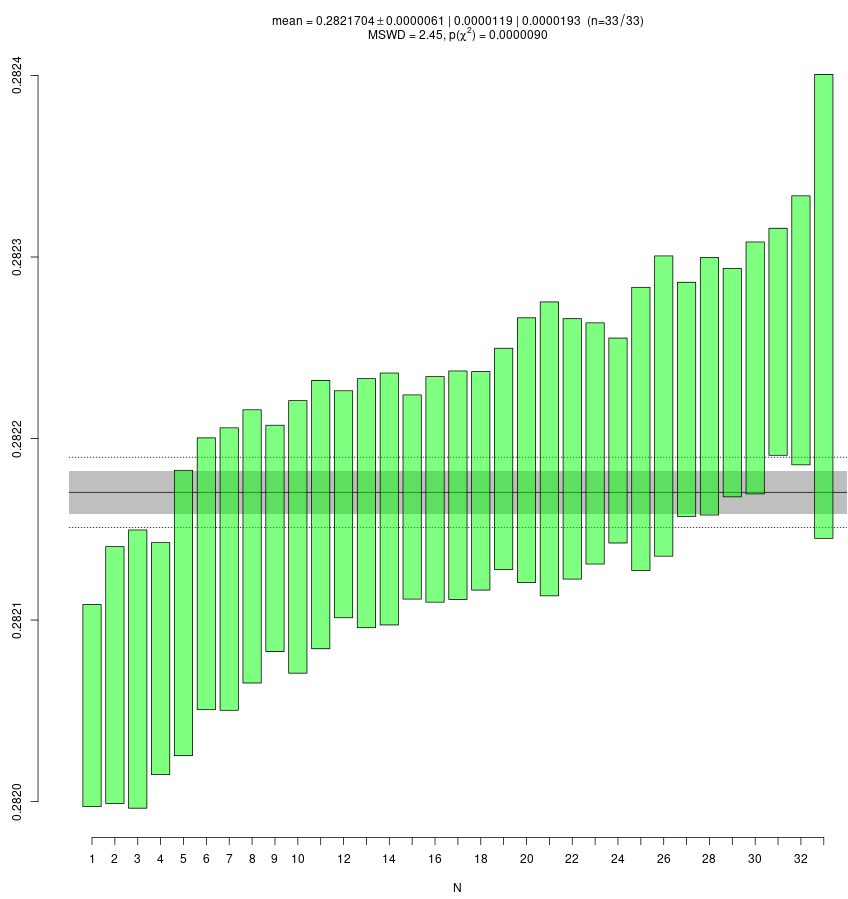 mean = 0.2821704±0.0000061 | 0.0000119 | 0.0000193 (n=33/33)
MSWD = 2.45, p(χ²) = 0.0000090
0.2824
0.2823
0.2822
0.2821
0.2820
1 2 3 4 5 6 7 8 9 10 12 14 16 18 20 22 24 26 28 30 32
N